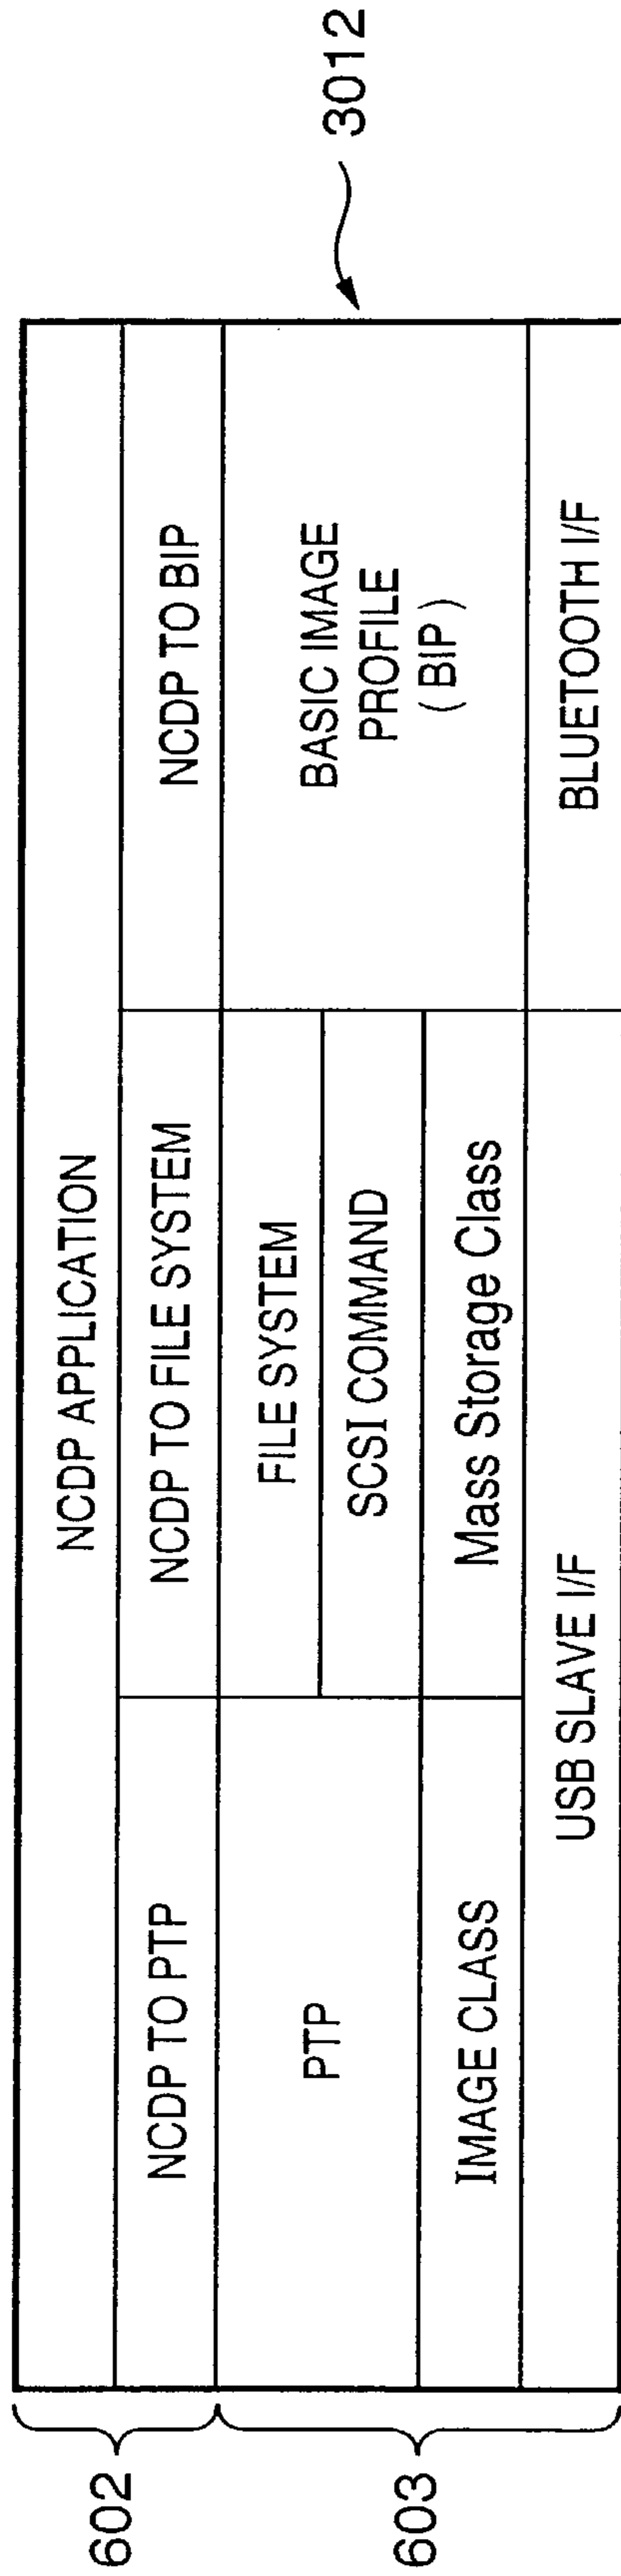 3012
NCDP APPLICATION
NCDP TO PTP
NCDP TO FILE SYSTEM
NCDP TO BIP
PTP
FILE SYSTEM
SCSI COMMAND
BASIC IMAGE
PROFILE
( BIP )
IMAGE CLASS
Mass Storage Class
USB SLAVE I/F
BLUETOOTH I/F
602
603